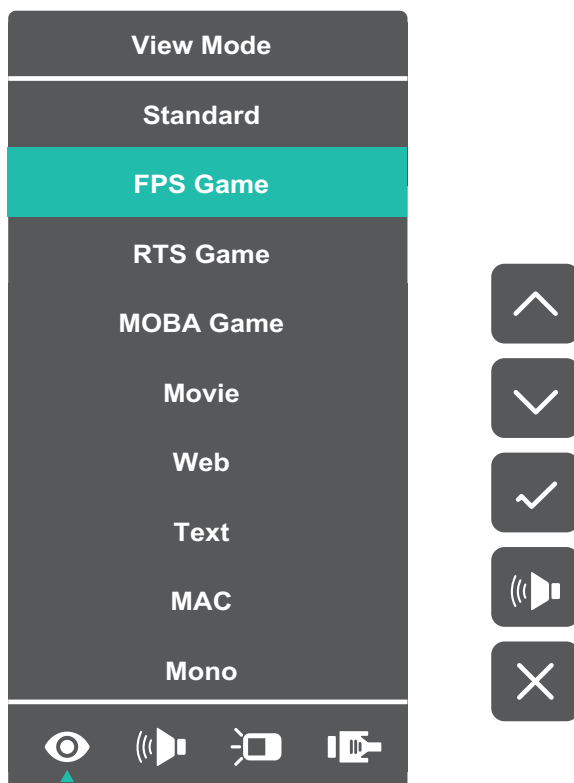 View Mode
Standard
FPS Game
RTS Game
MOBA Game
Movie
Web
Text
MAC
Mono